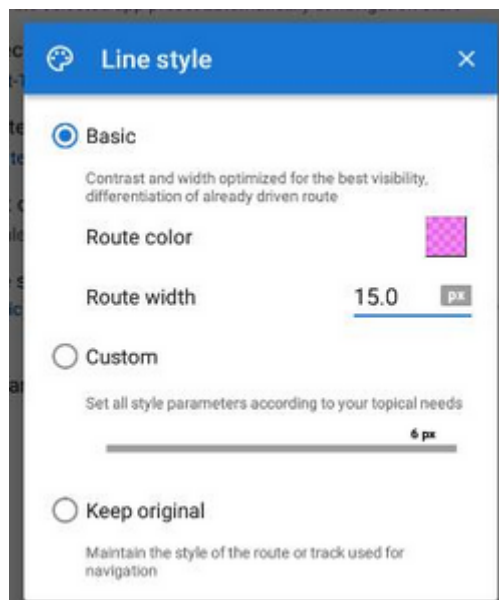 Line style
Basic
Contrast and width optimized for the best visibility,
differentiation of already driven route
Route color
Route width 15.0 px
Custom
Set all style parameters according to your topical needs
6 px
Keep original
Maintain the style of the route or track used for
navigation